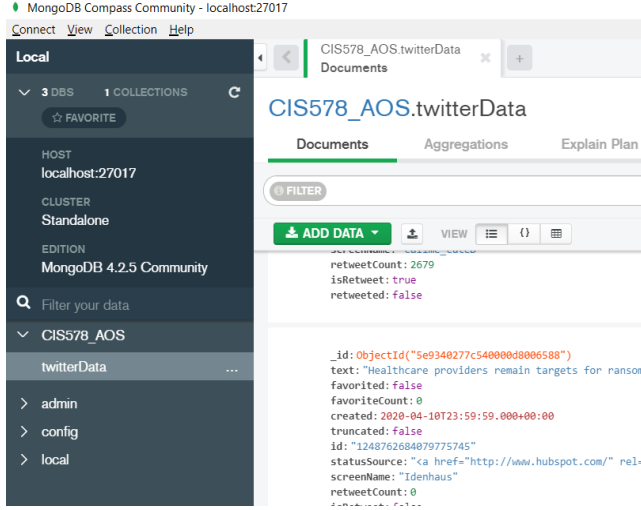 MongoDB Compass Community - localhost:27017
Connect View Collection Help
Local
3 DBS 1 COLLECTIONS
FAVORITE
HOST
localhost:27017
CLUSTER
Standalone
EDITION
MongoDB 4.2.5 Community
Filter your data
CIS578_AOS
twitterData
...
admin
config
local
CIS578_AOS.twitterData
Documents
CIS578_AOS.twitterData
Documents Aggregations Explain Plan
FILTER
ADD DATA VIEW {}
retweetCount: 2679
isRetweet: true
retweeted: false
_id: ObjectId("5e9340277c540000d8006588")
text: "Healthcare providers remain targets for ransom
favorited: false
favoriteCount: 0
created: 2020-04-10T23:59:59.000+00:00
truncated: false
id: "1248762684079775745"
statusSource: "<a href="http://www.hubspot.com/" rel=
screenName: "Idenhaus"
retweetCount: 0
isRetweet: false